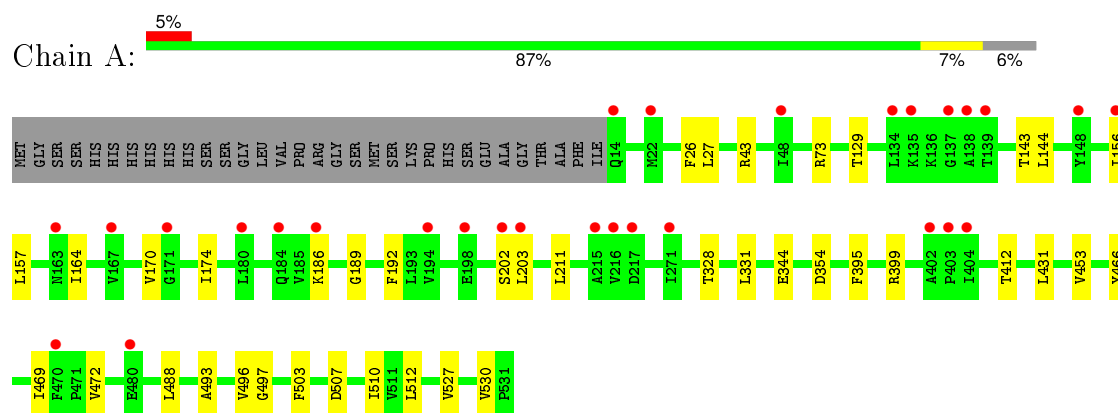 5%
Chain A:
87% 7% 6%
MET GLY SER SER HIS HIS HIS HIS HIS HIS SER SER GLY LEU VAL PRO ARG GLY SER MET SER LYS PRO HIS SER GLU ALA GLY THR ALA PHE ILE Q14 M22 F26 L27 R43 I48 R73 T129 L134 K135 K136 G137 A138 T139 T143 L144 Y148 I156
L157 N163 I164 V167 V170 G171 I174 L180 Q184 V185 K186 G189 F192 L193 V194 E198 S202 L203 L211 A215 V216 D217 I271 T328 L331 E344 D354 F395 R399 A402 P403 I404 T412 L431 V453 Y466
I469 F470 P471 V472 E480 L488 A493 V496 G497 F503 D507 I510 V511 L512 V527 V530 P531